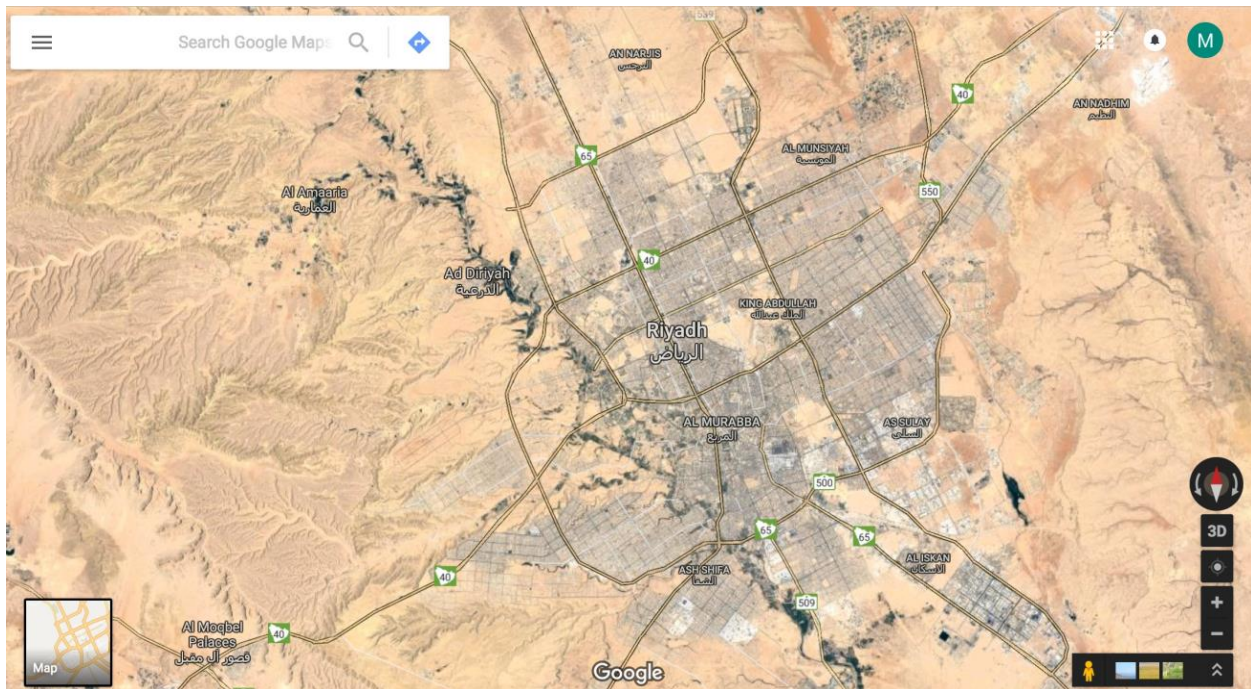 539
Search Google Maps
M
AN NARJIS
النرجس
40
AN NADHIM
النظيم
65
AL MUNSIYAH
المونسية
Al Amaaria
العمارية
550
40
Ad Diriyah
الدرعية
KING ABDULLAH
الملك عبدالله
Riyadh
الرياض
AL MURABBA
المربع
AS SULAY
السلي
500
3D
65
65
AL ISKAN
الاسكان
ASH SHIFA
الشفا
40
509
40
Al Moqbel
Palaces
قصور آل مقبل
Map
Google